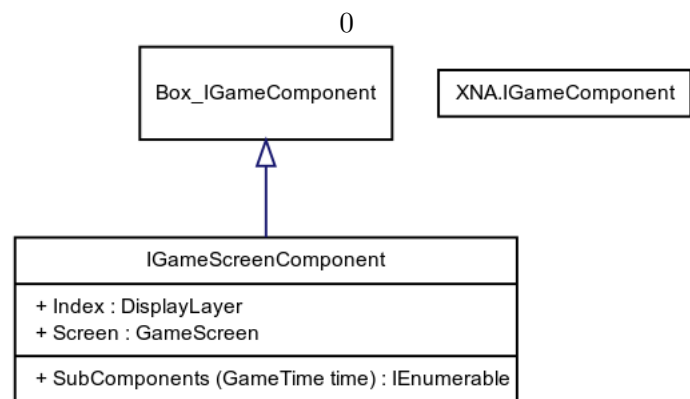 0
Box_IGameComponent
XNA.IGameComponent
IGameScreenComponent
+ Index : DisplayLayer
+ Screen : GameScreen
+ SubComponents (GameTime time) : IEnumerable